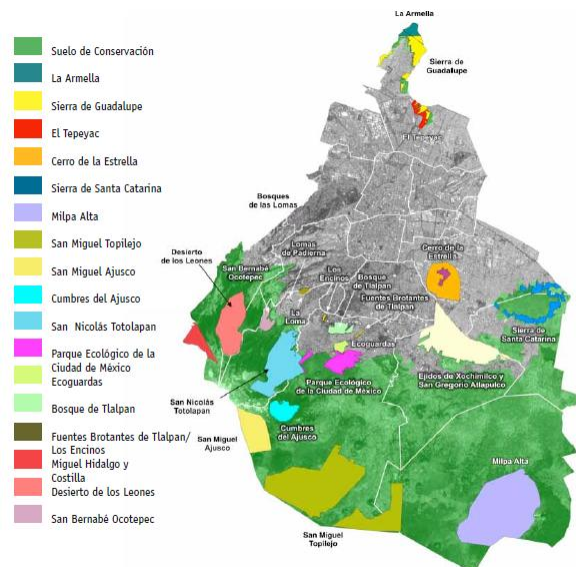 Suelo de Conservación
La Armella
Sierra de Guadalupe
El Tepeyac
Cerro de la Estrella
Sierra de Santa Catarina
Milpa Alta
San Miguel Topilejo
San Miguel Ajusco
Cumbres del Ajusco
San Nicolás Totolapan
Parque Ecológico de la
Ciudad de México
Ecoguardas
Bosque de Tlalpan
Fuentes Brotantes de Tlalpan/
Los Encinos
Miguel Hidalgo y
Costilla
Desierto de los Leones
San Bernabé Ocotepec
La Armella
Sierra de
Guadalupe
El Tepeyac
Bosques
de las Lomas
Desierto
de los Leones
San Bernabé
Ocotepec
Lomas
de Padierna
Los
Encinos
Bosque
de Tlalpan
Fuentes Brotantes
de Tlalpan
Cerro de la
Estrella
La
Loma
Ecoguardas
Sierra de
Santa Catarina
Parque Ecológico
de la Ciudad de México
Ejidos de Xochimilco y
San Gregorio Atlapulco
San Nicolás
Totolapan
San Miguel
Ajusco
Cumbres
del Ajusco
Milpa Alta
San Miguel
Topilejo